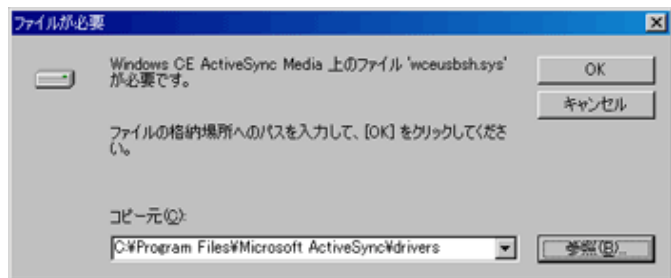 ファイルが必要
Windows CE ActiveSync Media 上のファイル 'wceusbsh.sys'
が必要です。
OK
キャンセル
ファイルの格納場所へのパスを入力して、[OK] をクリックしてくださ
い。
コピー元(C):
C:¥Program Files¥Microsoft ActiveSync¥drivers
参照(B)...